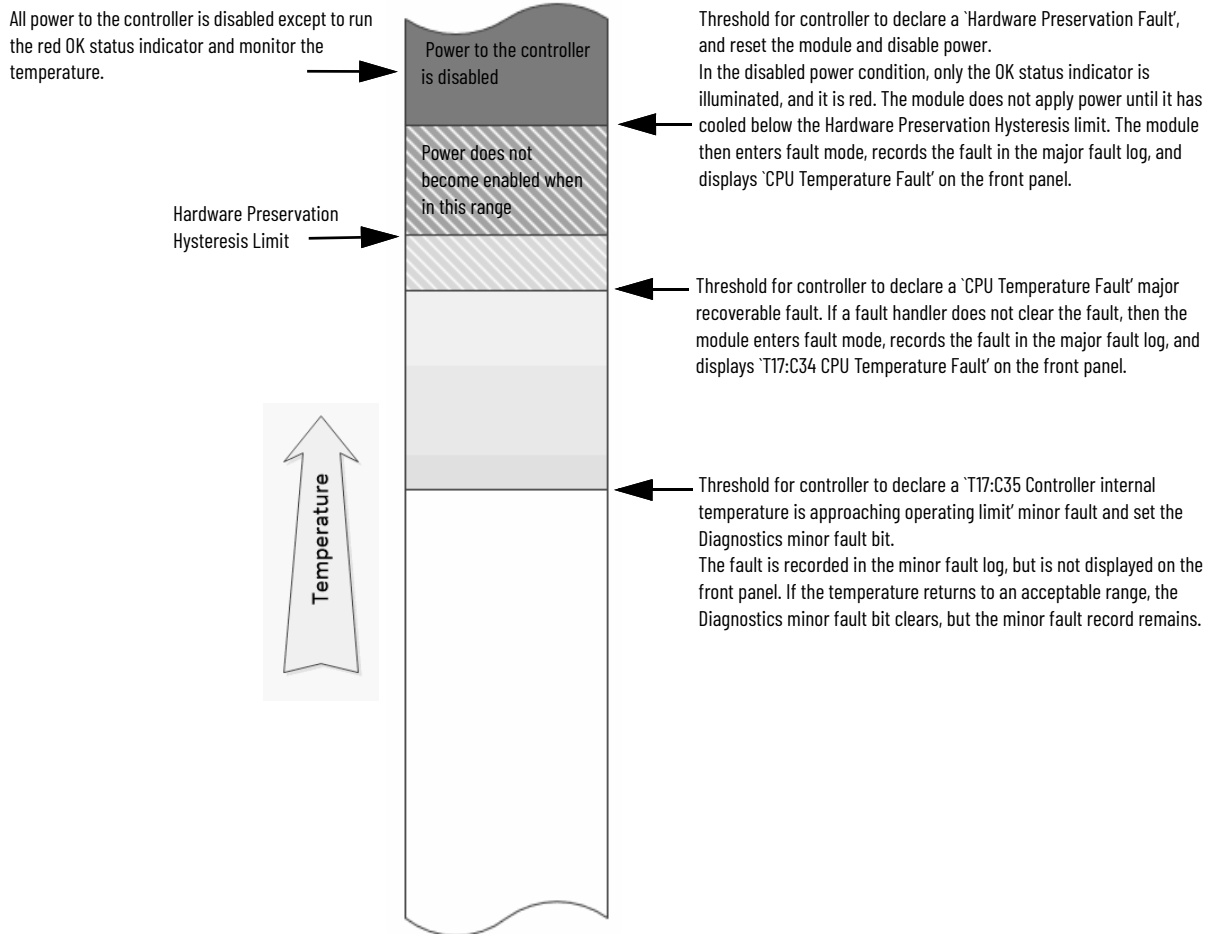 All power to the controller is disabled except to run
the red OK status indicator and monitor the
temperature.
Power to the controller
is disabled
Threshold for controller to declare a `Hardware Preservation Fault',
and reset the module and disable power.
In the disabled power condition, only the OK status indicator is
illuminated, and it is red. The module does not apply power until it has
cooled below the Hardware Preservation Hysteresis limit. The module
then enters fault mode, records the fault in the major fault log, and
displays `CPU Temperature Fault' on the front panel.
Power does not
become enabled when
in this range
Hardware Preservation
Hysteresis Limit
Threshold for controller to declare a `CPU Temperature Fault' major
recoverable fault. If a fault handler does not clear the fault, then the
module enters fault mode, records the fault in the major fault log, and
displays `T17:C34 CPU Temperature Fault' on the front panel.
Temperature
Threshold for controller to declare a `T17:C35 Controller internal
temperature is approaching operating limit' minor fault and set the
Diagnostics minor fault bit.
The fault is recorded in the minor fault log, but is not displayed on the
front panel. If the temperature returns to an acceptable range, the
Diagnostics minor fault bit clears, but the minor fault record remains.